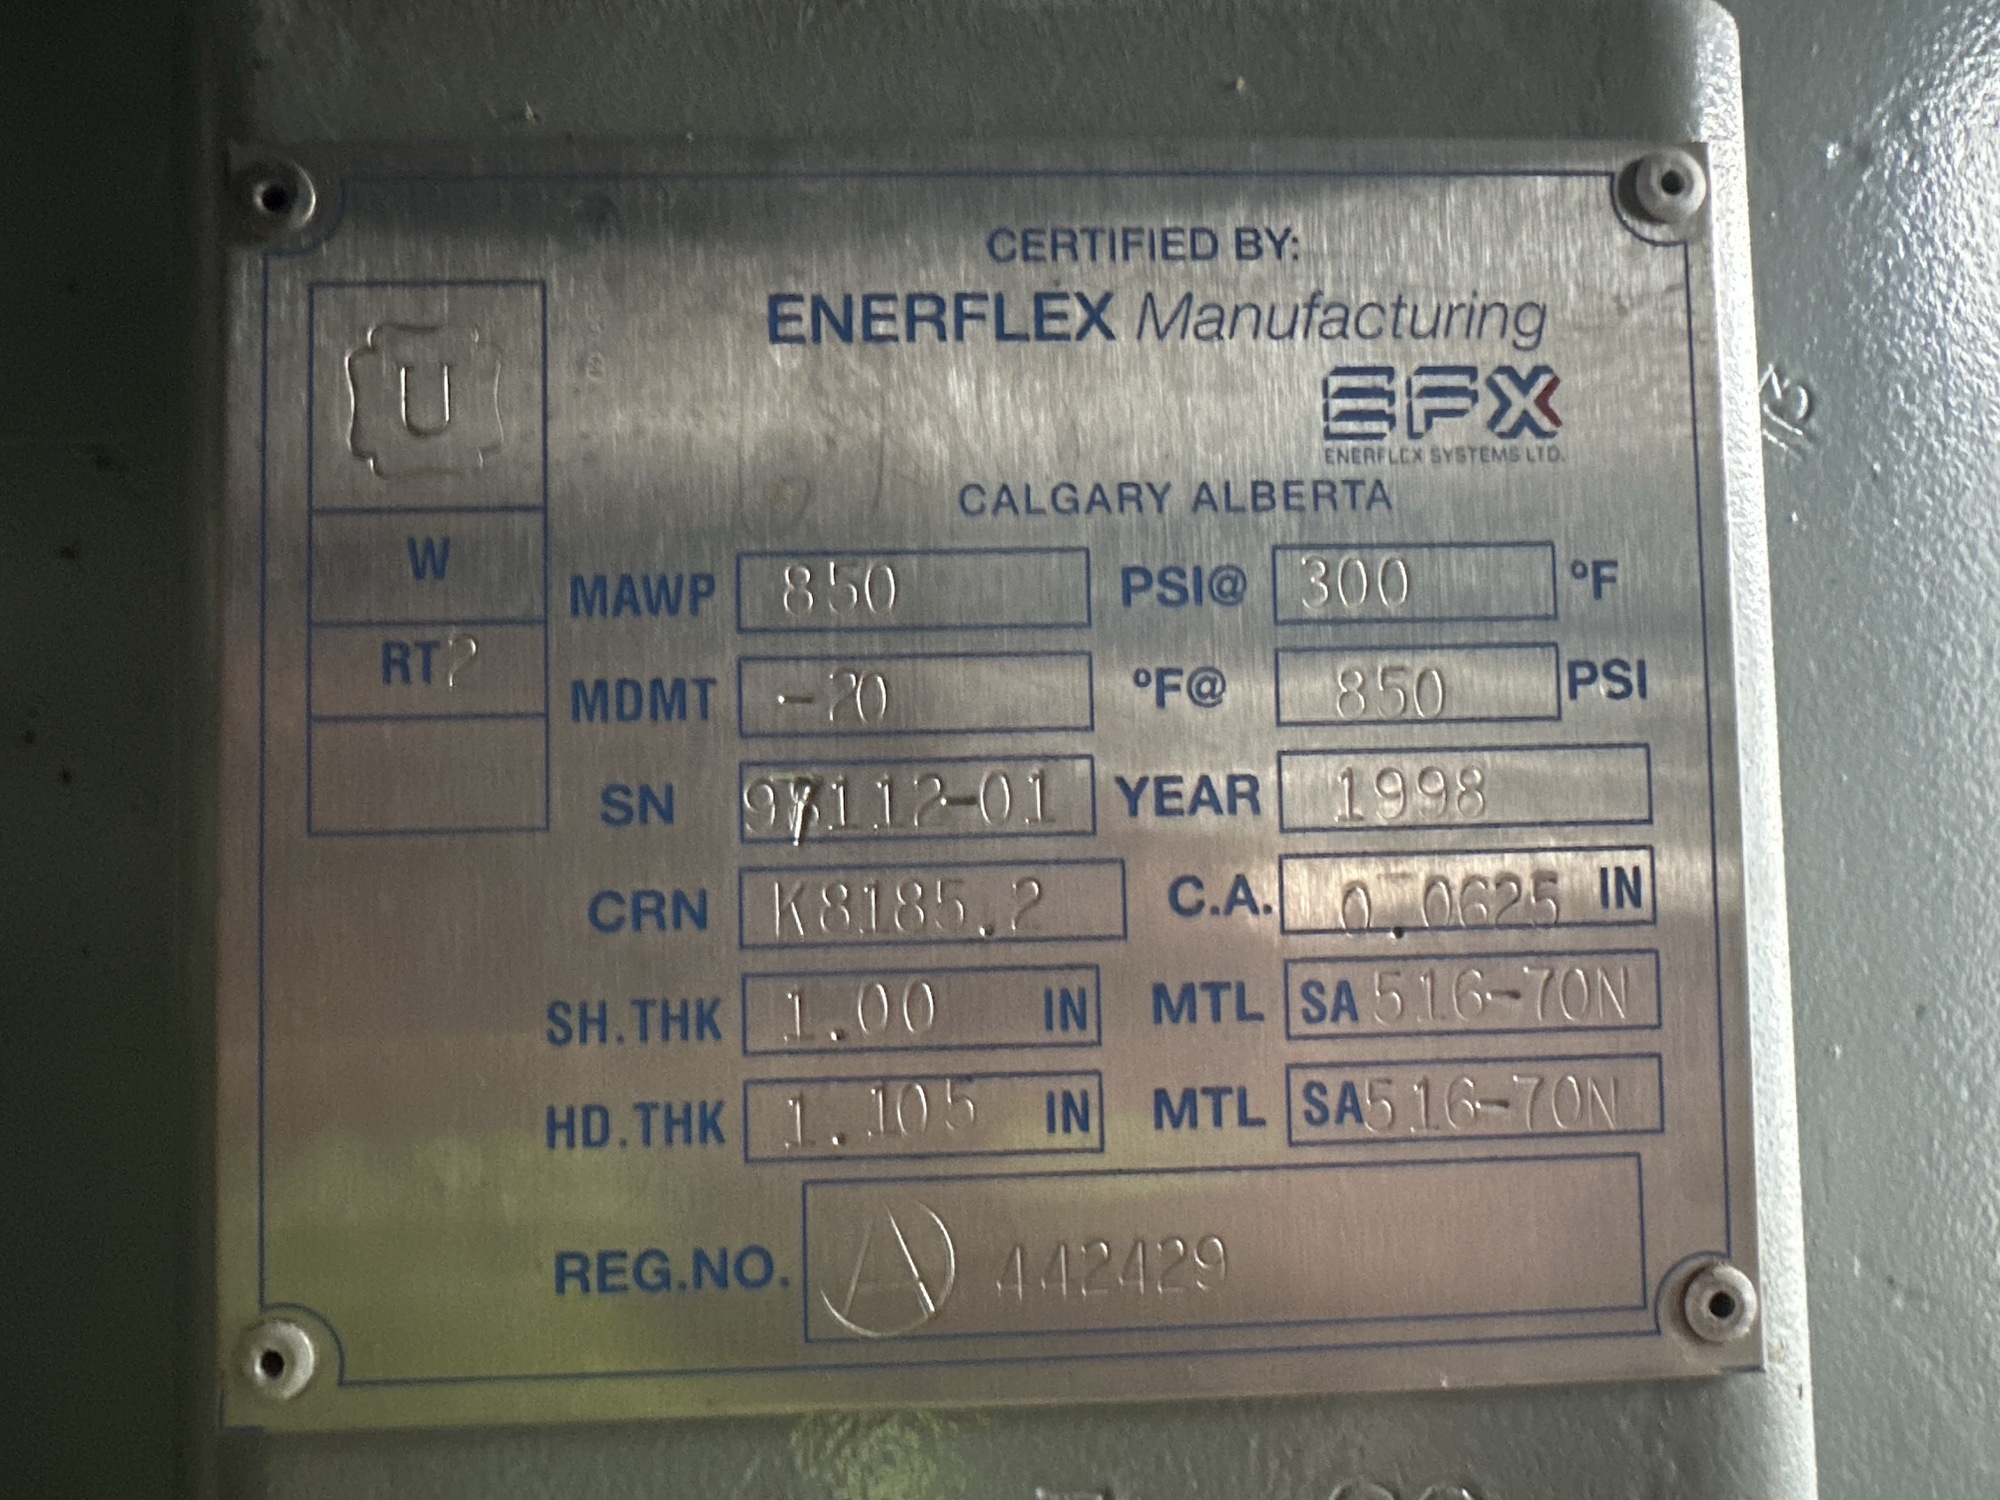 CERTIFIED BY:
ENERFLEX Manufacturing
EFX
ENERFLEX SYSTEMS LTD.
CALGARY ALBERTA
U
W
RT2
MAWP 850 PSI@ 300 °F
MDMT -20 °F@ 850 PSI
SN 97112-01 YEAR 1998
CRN K8185.2 C.A. 0.0625 IN
SH.THK 1.00 IN MTL SA516-70N
HD.THK 1.105 IN MTL SA516-70N
REG.NO. A 442429